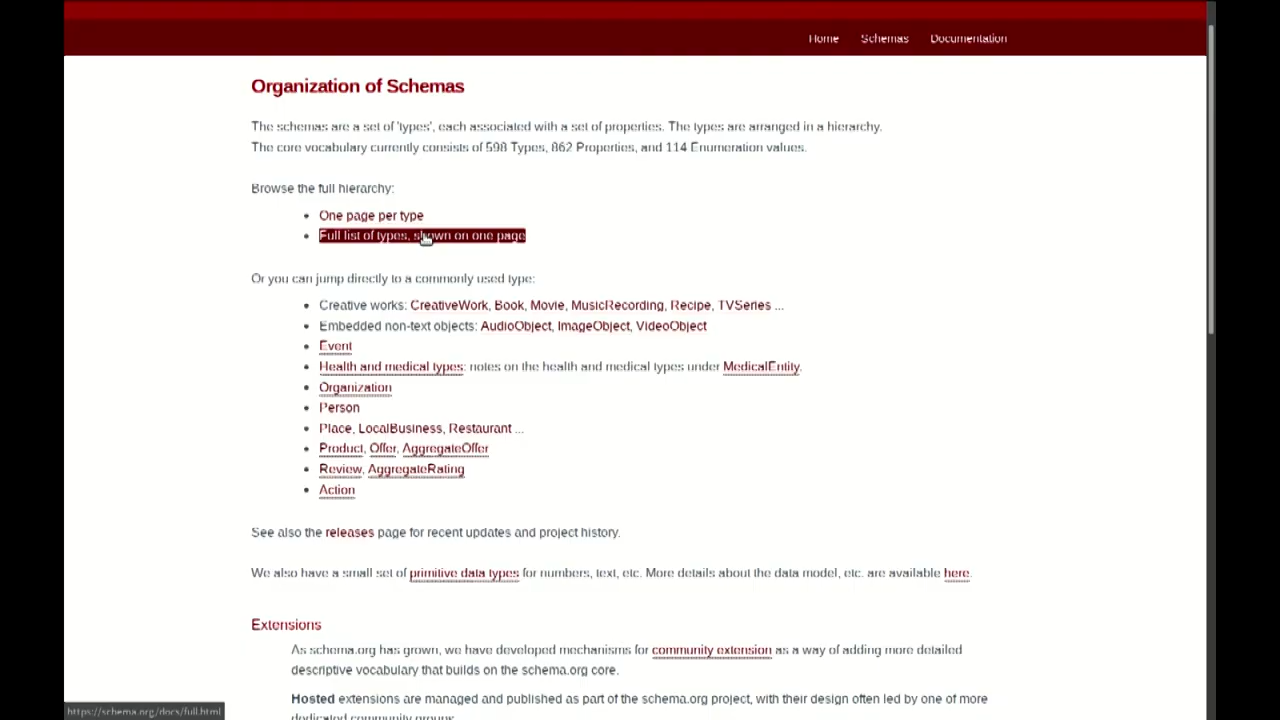 Home Schemas Documentation
Organization of Schemas
The schemas are a set of 'types', each associated with a set of properties. The types are arranged in a hierarchy.
The core vocabulary currently consists of 598 Types, 862 Properties, and 114 Enumeration values.
Browse the full hierarchy:
One page per type
Full list of types, shown on one page
Or you can jump directly to a commonly used type:
Creative works: CreativeWork, Book, Movie, MusicRecording, Recipe, TVSeries ...
Embedded non-text objects: AudioObject, ImageObject, VideoObject
Event
Health and medical types: notes on the health and medical types under MedicalEntity.
Organization
Person
Place, LocalBusiness, Restaurant ...
Product, Offer, AggregateOffer
Review, AggregateRating
Action
See also the releases page for recent updates and project history.
We also have a small set of primitive data types for numbers, text, etc. More details about the data model, etc. are available here.
Extensions
As schema.org has grown, we have developed mechanisms for community extension as a way of adding more detailed
descriptive vocabulary that builds on the schema.org core.
Hosted extensions are managed and published as part of the schema.org project, with their design often led by one of more
dedicated community groups.
https://schema.org/docs/full.html